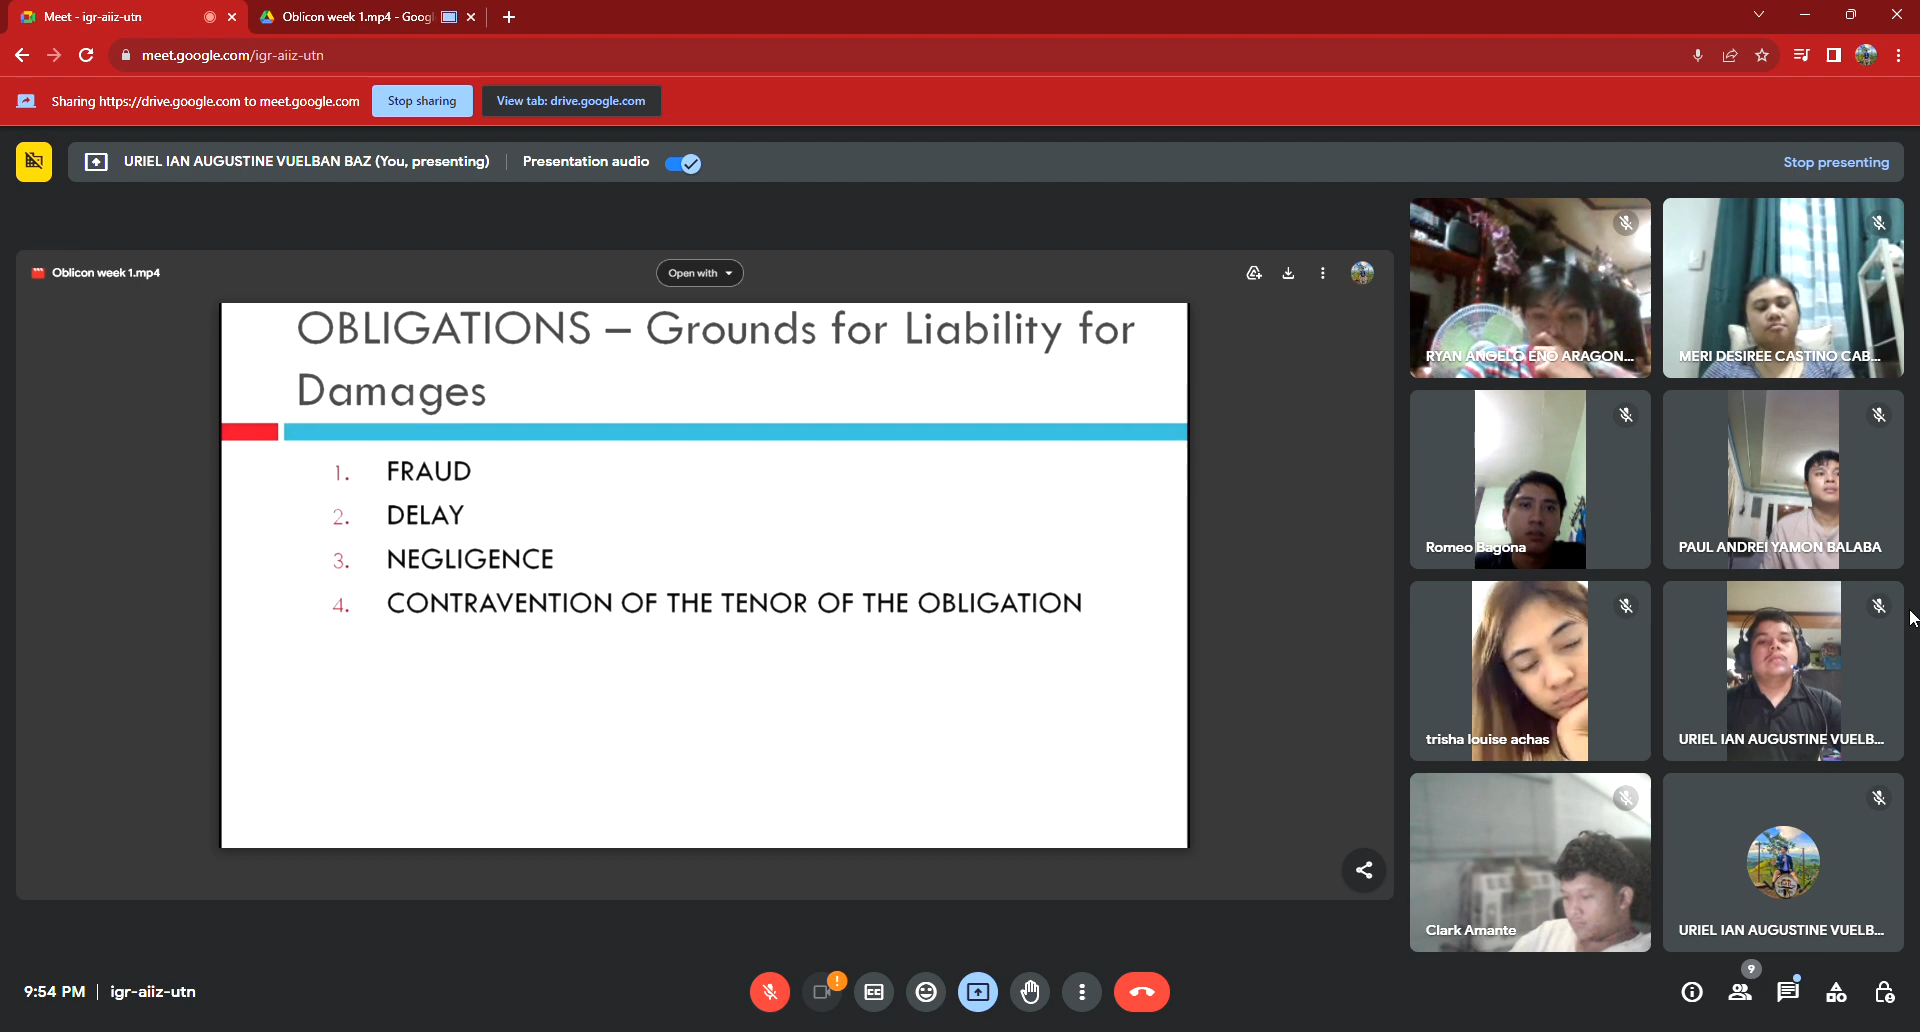 Meet - igr-aiiz-utn
Oblicon week 1.mp4 - Googl
meet.google.com/igr-aiiz-utn
Sharing https://drive.google.com to meet.google.com
Stop sharing
View tab: drive.google.com
URIEL IAN AUGUSTINE VUELBAN BAZ (You, presenting)
Presentation audio
Stop presenting
Oblicon week 1.mp4
Open with
OBLIGATIONS – Grounds for Liability for
Damages
1. FRAUD
2. DELAY
3. NEGLIGENCE
4. CONTRAVENTION OF THE TENOR OF THE OBLIGATION
RYAN ANGELO ENO ARAGON...
MERI DESIREE CASTINO CAB...
Romeo Bagona
PAUL ANDREI YAMON BALABA
trisha louise achas
URIEL IAN AUGUSTINE VUELB...
Clark Amante
URIEL IAN AUGUSTINE VUELB...
9:54 PM | igr-aiiz-utn
9